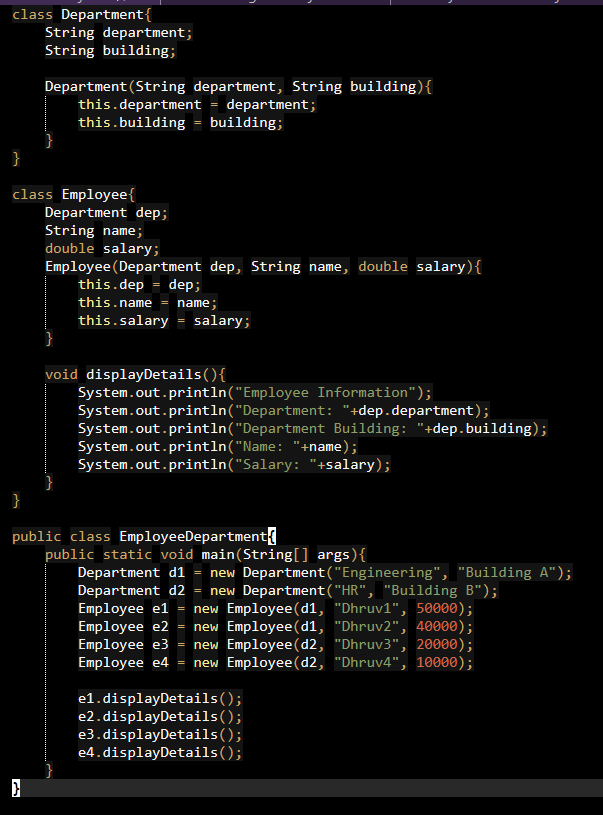 class Department{
    String department;
    String building;

    Department(String department, String building){
        this.department = department;
        this.building = building;
    }
}

class Employee{
    Department dep;
    String name;
    double salary;
    Employee(Department dep, String name, double salary){
        this.dep = dep;
        this.name = name;
        this.salary = salary;
    }

    void displayDetails(){
        System.out.println("Employee Information");
        System.out.println("Department: "+dep.department);
        System.out.println("Department Building: "+dep.building);
        System.out.println("Name: "+name);
        System.out.println("Salary: "+salary);
    }
}

public class EmployeeDepartment{
    public static void main(String[] args){
        Department d1 = new Department("Engineering", "Building A");
        Department d2 = new Department("HR", "Building B");
        Employee e1 = new Employee(d1, "Dhruv1", 50000);
        Employee e2 = new Employee(d1, "Dhruv2", 40000);
        Employee e3 = new Employee(d2, "Dhruv3", 20000);
        Employee e4 = new Employee(d2, "Dhruv4", 10000);

        e1.displayDetails();
        e2.displayDetails();
        e3.displayDetails();
        e4.displayDetails();
    }
}